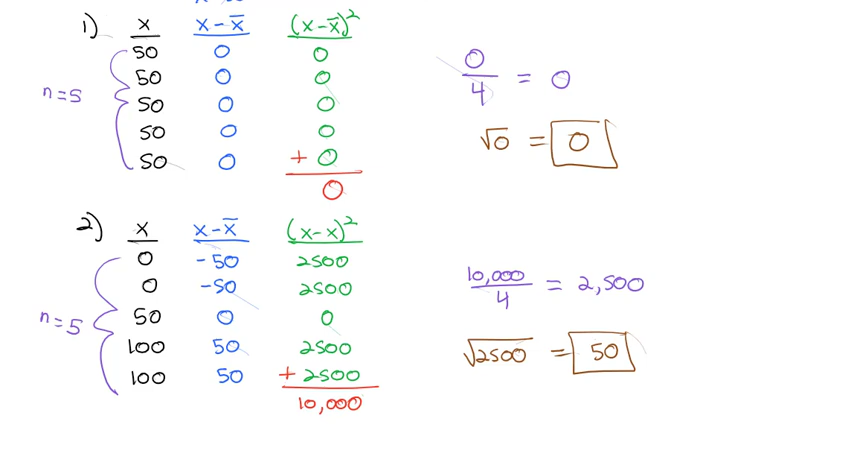 1) x x - x̄ (x - x̄)²
50 0 0
50 0 0
n = 5 50 0 0
50 0 0
50 0 + 0
0
0/4 = 0
√0 = 0
2) x x - x̄ (x - x)²
0 -50 2500
0 -50 2500
n = 5 50 0 0
100 50 2500
100 50 + 2500
10,000
10,000/4 = 2,500
√2500 = 50